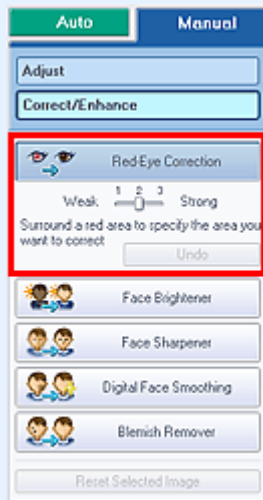 Auto Manual
Adjust
Correct/Enhance
Red-Eye Correction
1 2 3
Weak Strong
Surround a red area to specify the area you
want to correct
Undo
Face Brightener
Face Sharpener
Digital Face Smoothing
Blemish Remover
Reset Selected Image